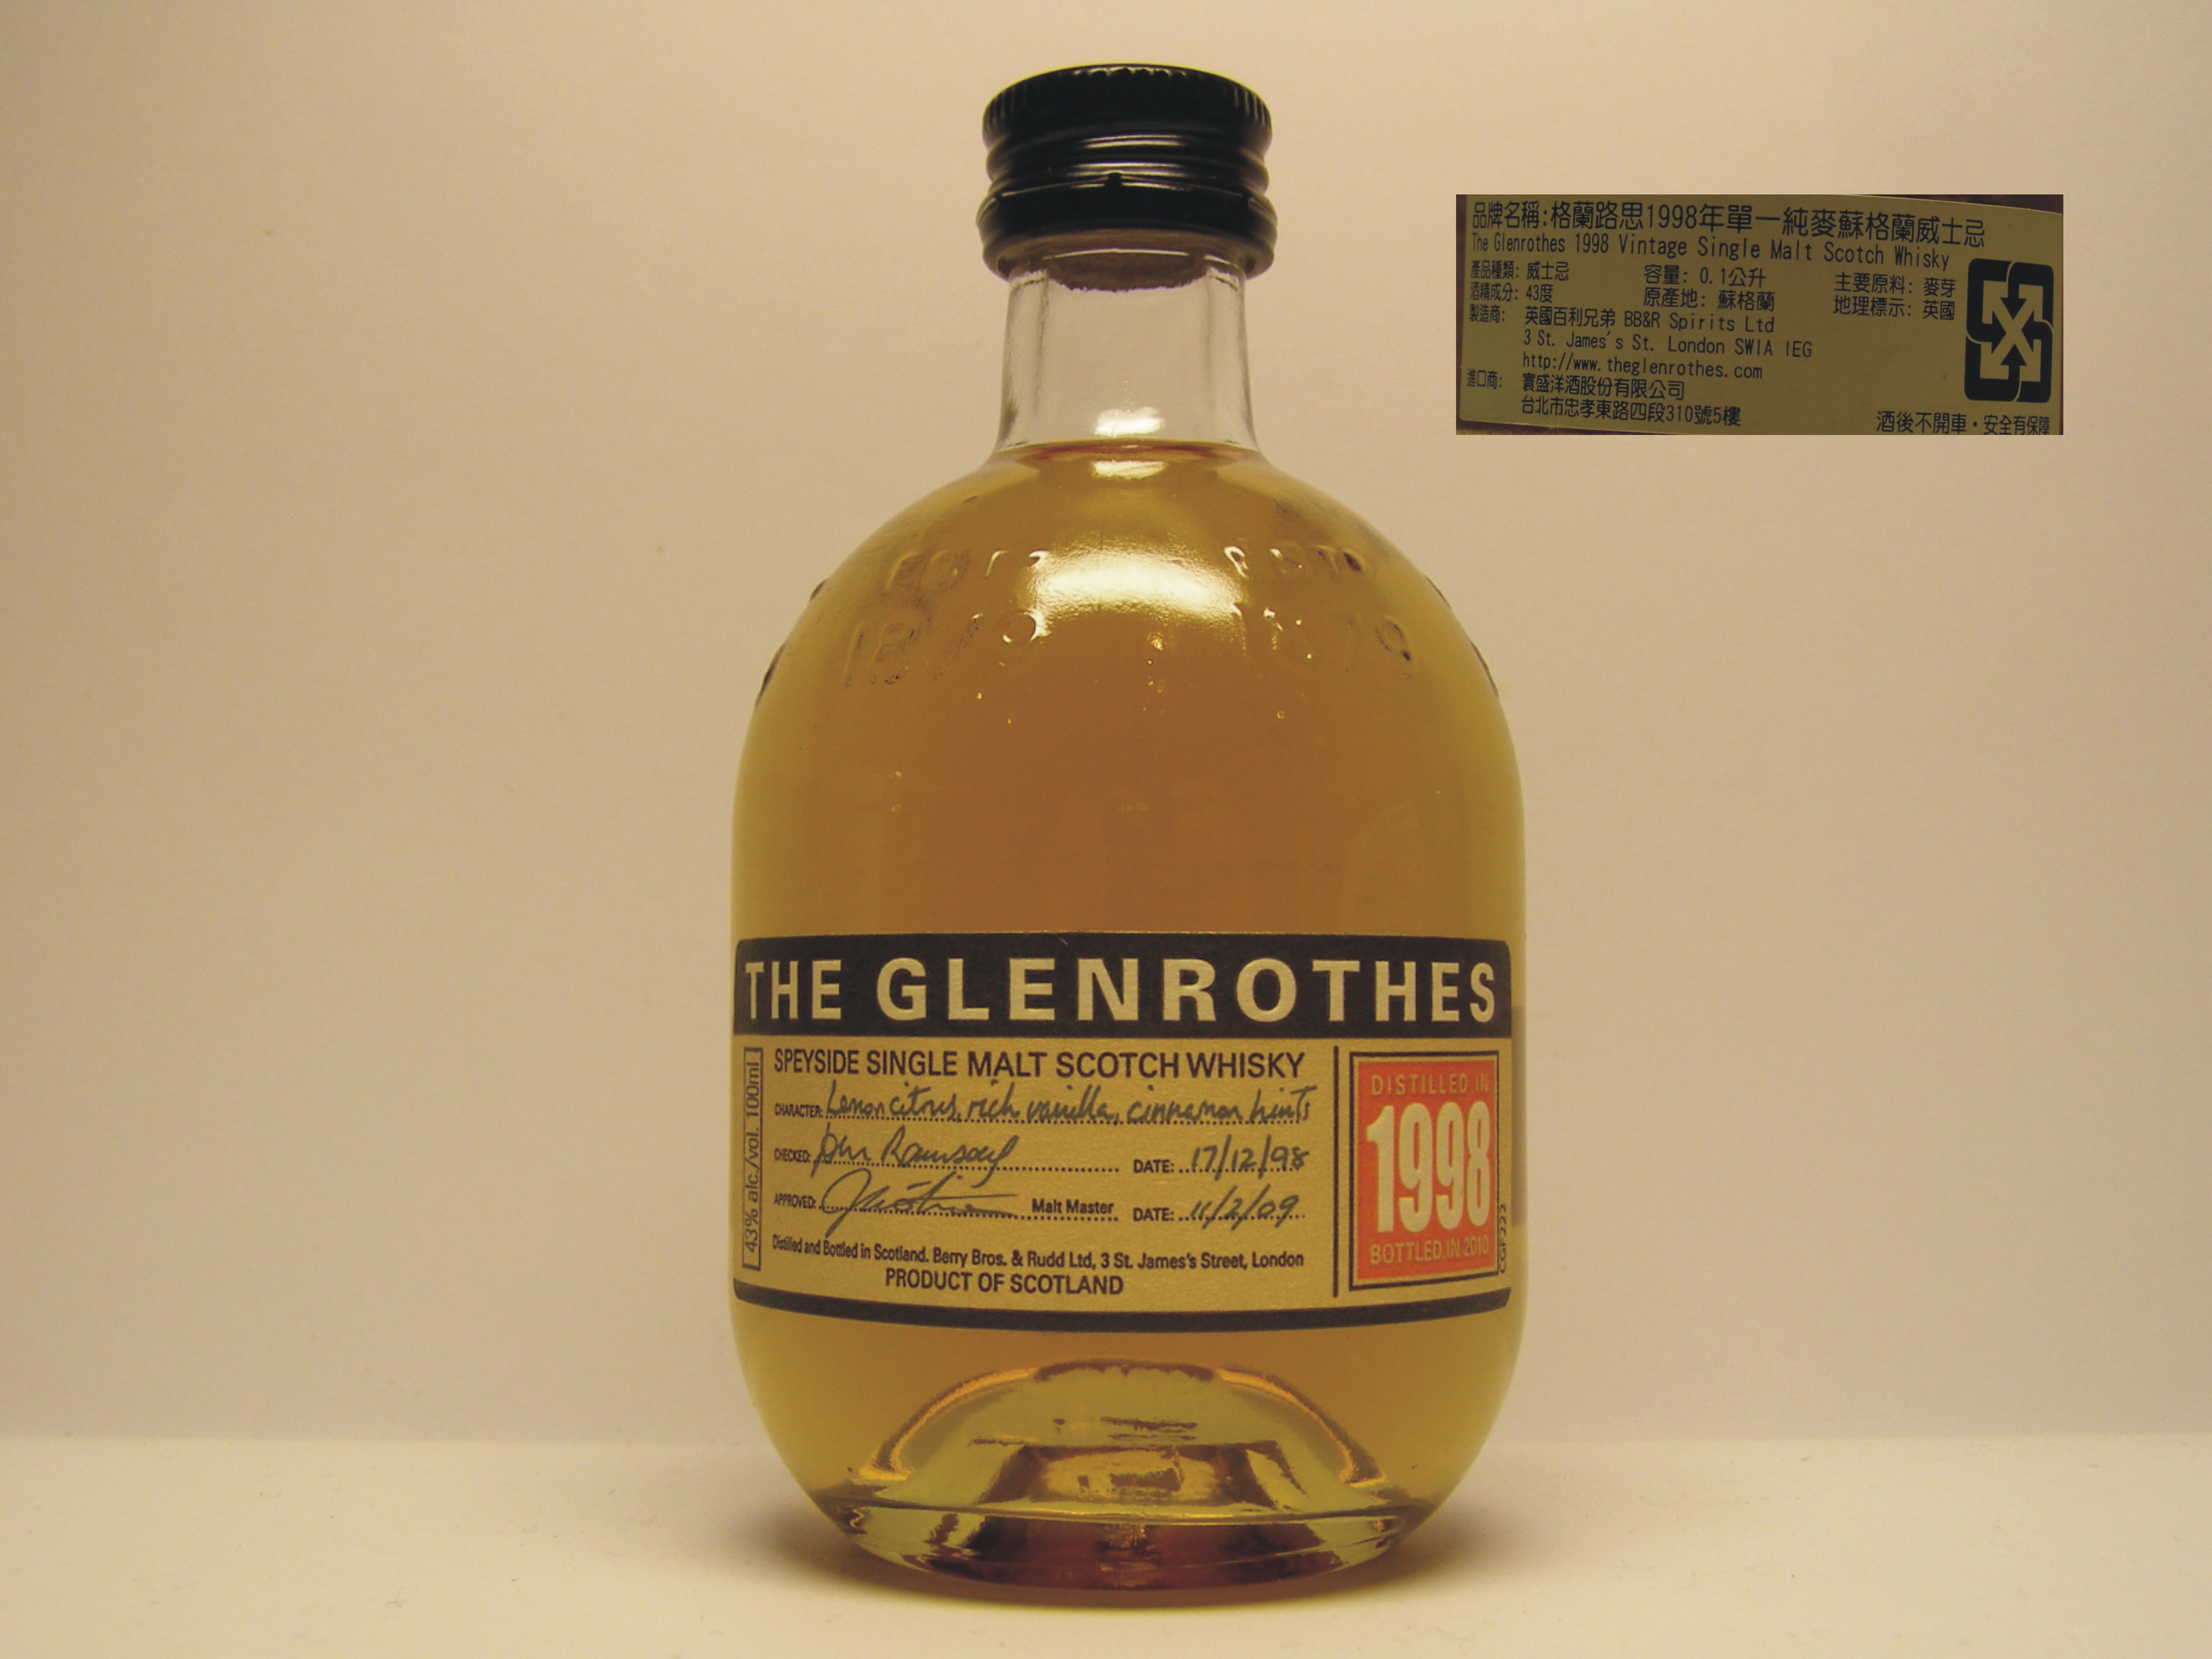 品牌名稱:格蘭路思1998年單一純麥蘇格蘭威士忌
The Glenrothes 1998 Vintage Single Malt Scotch Whisky
產品種類: 威士忌 容量: 0.1公升 主要原料: 麥芽
酒精成分: 43度 原產地: 蘇格蘭 地理標示: 英國
製造商: 英國百利兄弟 BB&R Spirits Ltd
3 St. James's St. London SW1A 1EG
http://www.theglenrothes.com
進口商: 寰盛洋酒股份有限公司
台北市忠孝東路四段310號5樓
酒後不開車・安全有保障
ESTD ESTD
1879 1879
THE GLENROTHES
SPEYSIDE SINGLE MALT SCOTCH WHISKY
CHARACTER: Lemon citrus, rich vanilla, cinnamon hints
CHECKED: John Ramsay DATE: 17/12/98
APPROVED: Malt Master DATE: 11/2/09
Distilled and Bottled in Scotland. Berry Bros. & Rudd Ltd, 3 St. James's Street, London
PRODUCT OF SCOTLAND
43% alc./vol. 100ml
DISTILLED IN
1998
BOTTLED IN 2010
CGF222